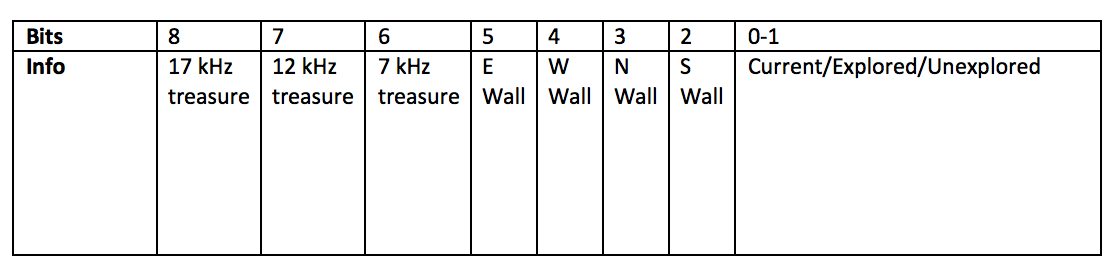 Bits 8 7 6 5 4 3 2 0-1
Info 17 kHz 12 kHz 7 kHz E W N S Current/Explored/Unexplored
treasure treasure treasure Wall Wall Wall Wall